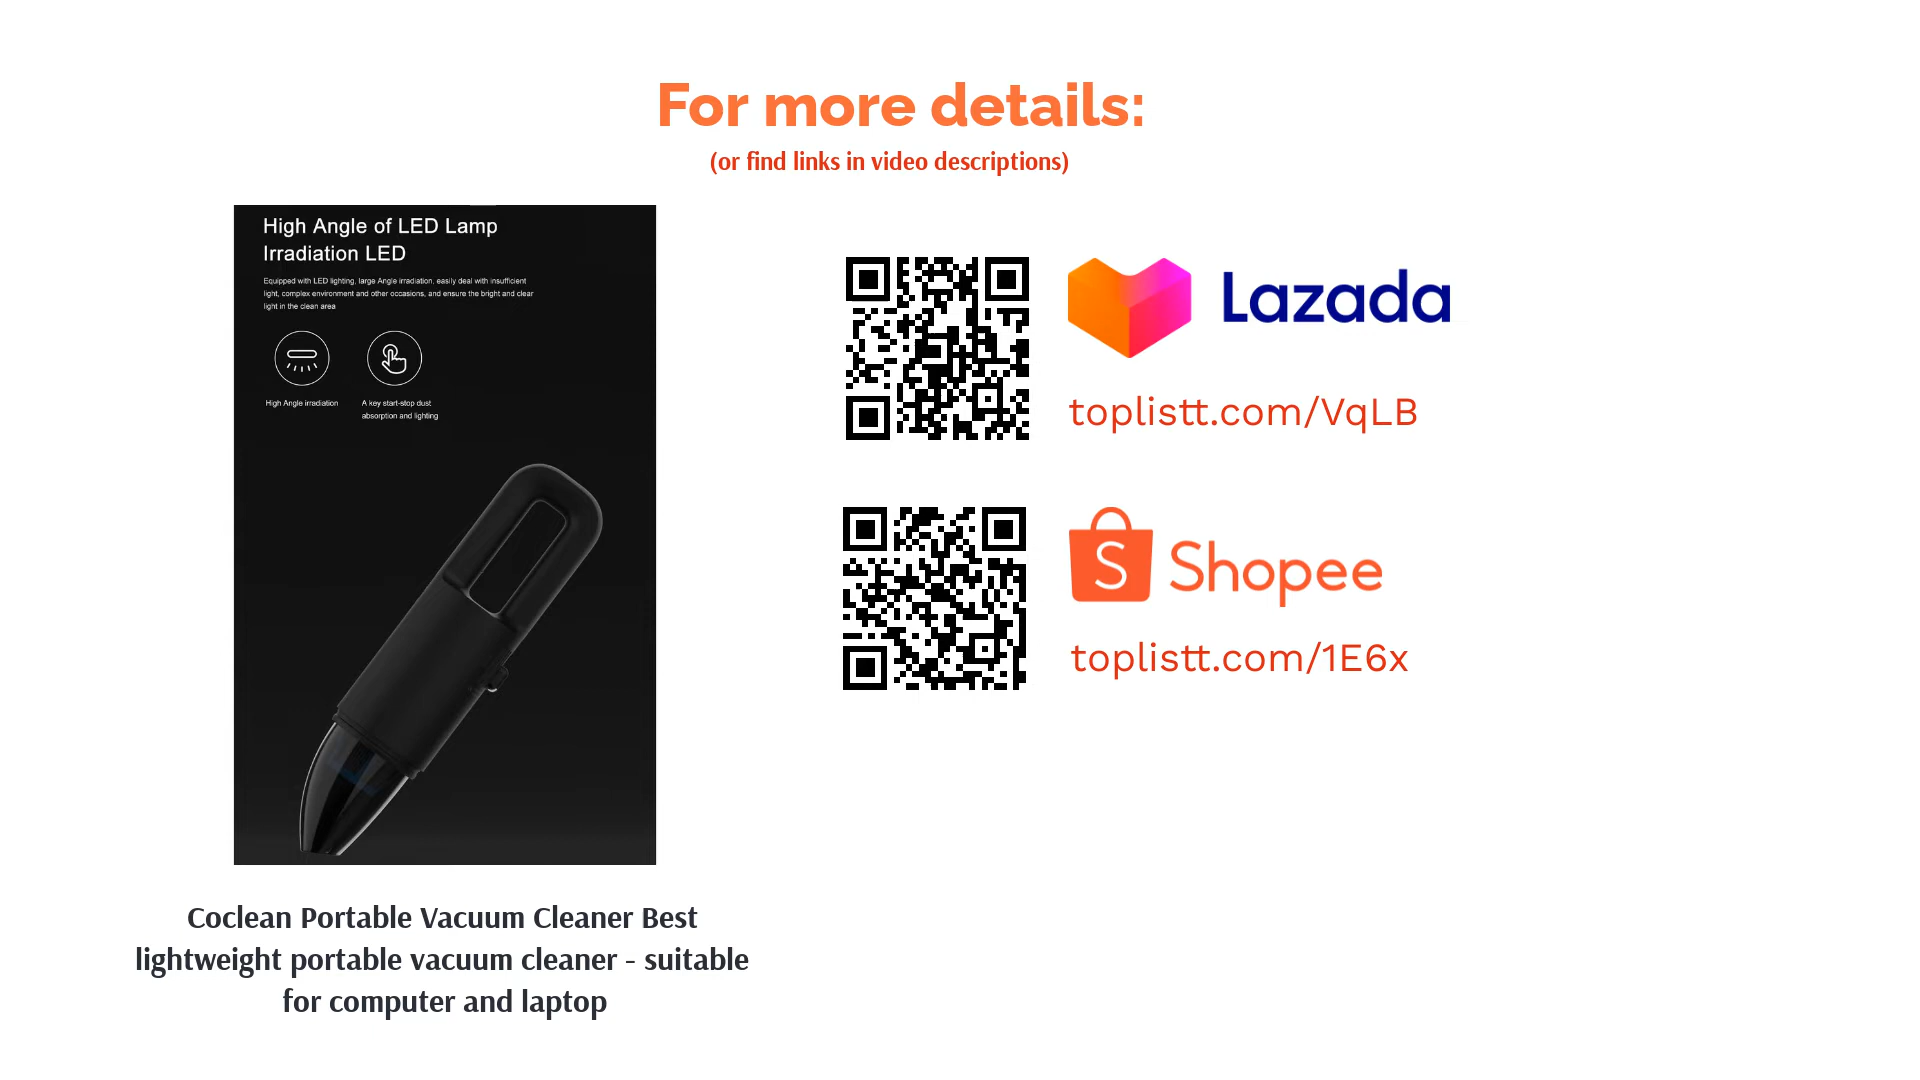 For more details:
(or find links in video descriptions)
High Angle of LED Lamp
Irradiation LED
Equipped with LED lighting, large Angle irradiation, easily deal with insufficient
light, complex environment and other occasions, and ensure the bright and clear
light in the clean area
High Angle irradiation
A key start-stop dust
absorption and lighting
Coclean Portable Vacuum Cleaner Best
lightweight portable vacuum cleaner - suitable
for computer and laptop
Lazada
toplistt.com/VqLB
S Shopee
toplistt.com/1E6x